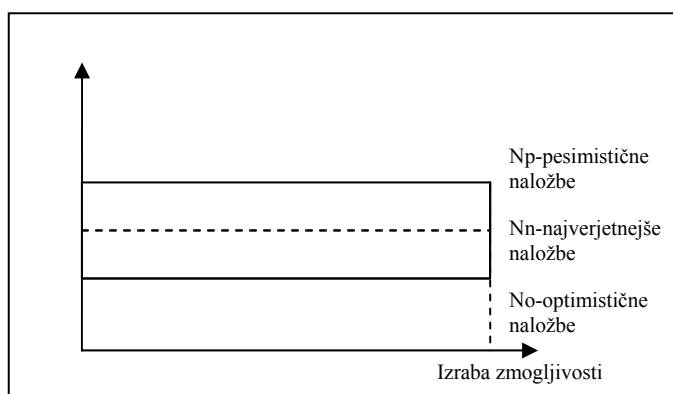 Np-pesimistične
naložbe
Nn-najverjetnejše
naložbe
No-optimistične
naložbe
Izraba zmogljivosti